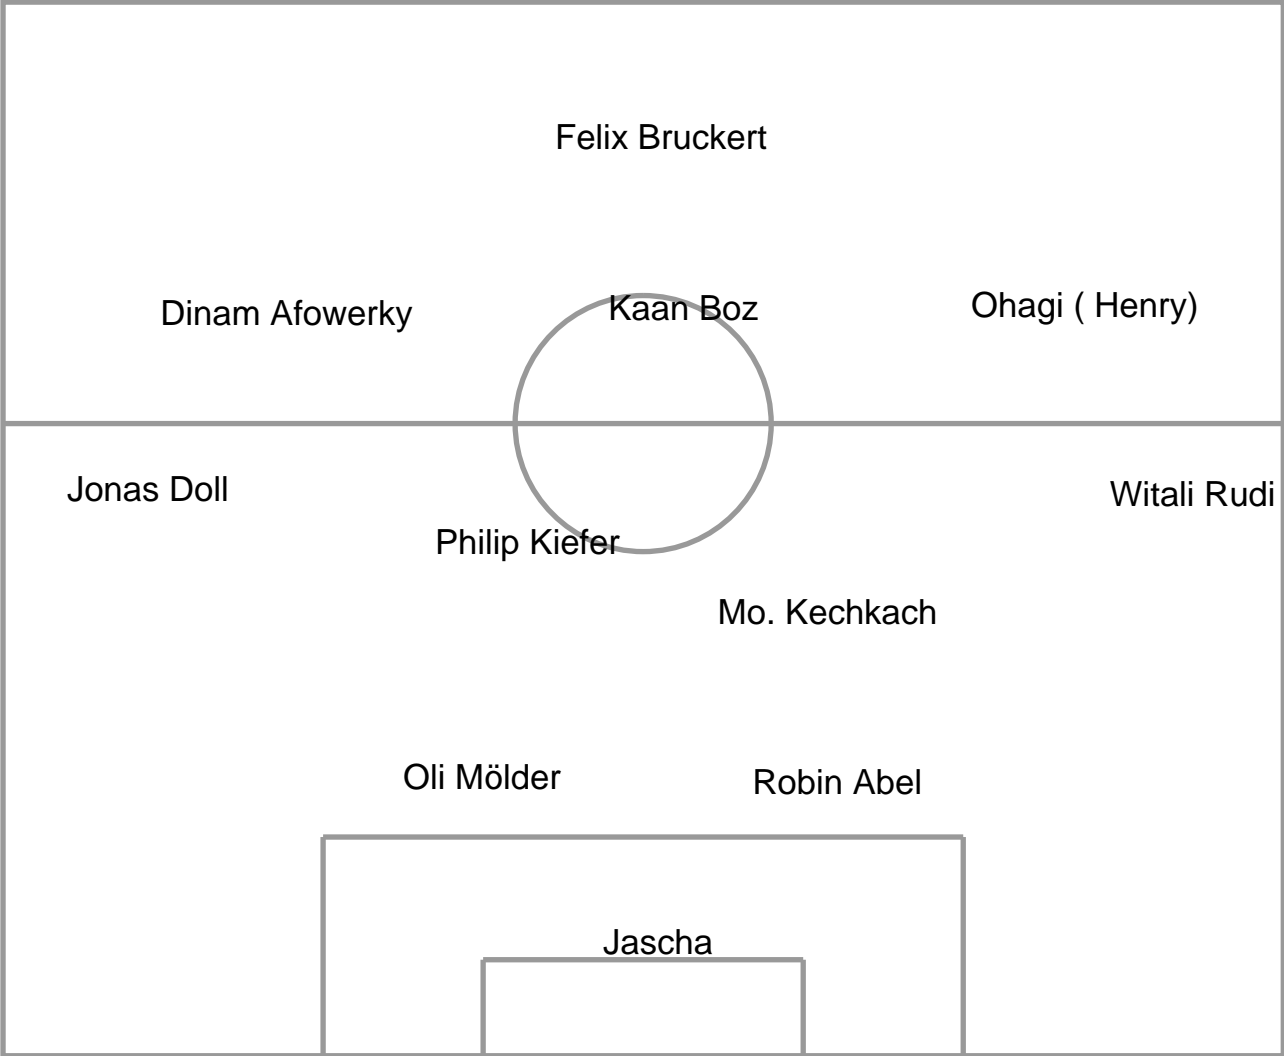 Felix Bruckert
Dinam Afowerky
Kaan Boz
Ohagi ( Henry)
Jonas Doll
Witali Rudi
Philip Kiefer
Mo. Kechkach
Oli Mölder
Robin Abel
Jascha